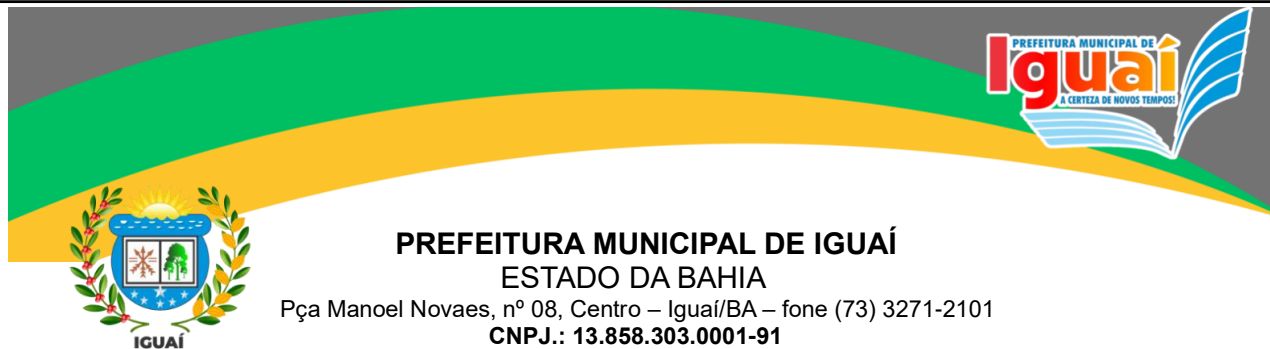 PREFEITURA MUNICIPAL DE
Iguaí
A CERTEZA DE NOVOS TEMPOS!
PREFEITURA MUNICIPAL DE IGUAÍ
ESTADO DA BAHIA
Pça Manoel Novaes, nº 08, Centro – Iguaí/BA – fone (73) 3271-2101
CNPJ.: 13.858.303.0001-91
IGUAÍ